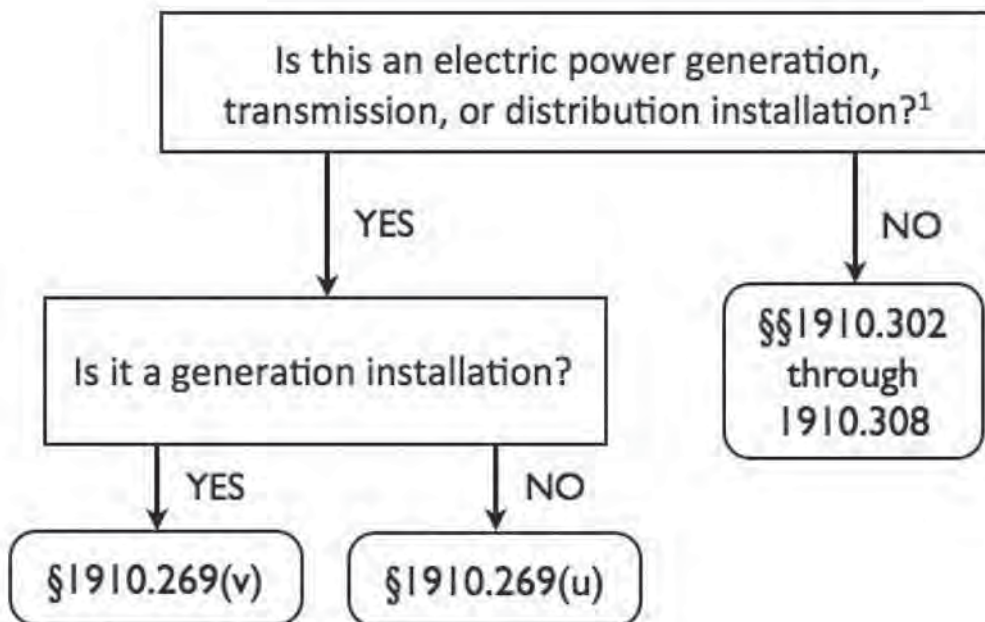 Is this an electric power generation,
transmission, or distribution installation?¹
YES
NO
Is it a generation installation?
§§1910.302
through
1910.308
YES
NO
§1910.269(v)
§1910.269(u)